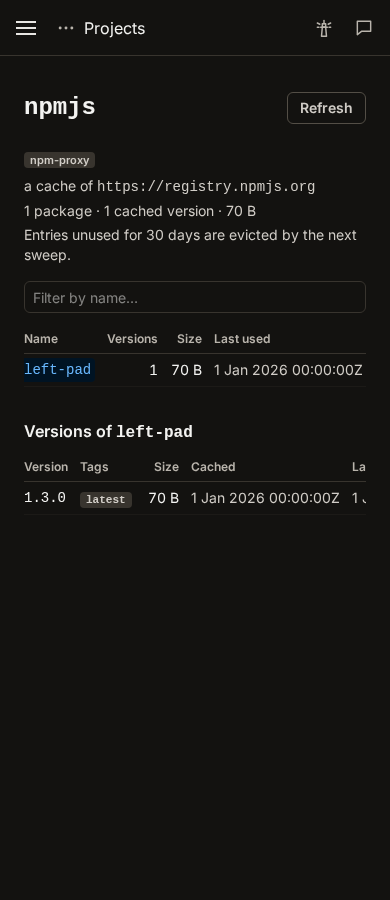 ··· Projects
npmjs Refresh
npm-proxy
a cache of https://registry.npmjs.org
1 package · 1 cached version · 70 B
Entries unused for 30 days are evicted by the next
sweep.
Filter by name...
Name Versions Size Last used
left-pad 1 70 B 1 Jan 2026 00:00:00Z
Versions of left-pad
Version Tags Size Cached
1.3.0 latest 70 B 1 Jan 2026 00:00:00Z